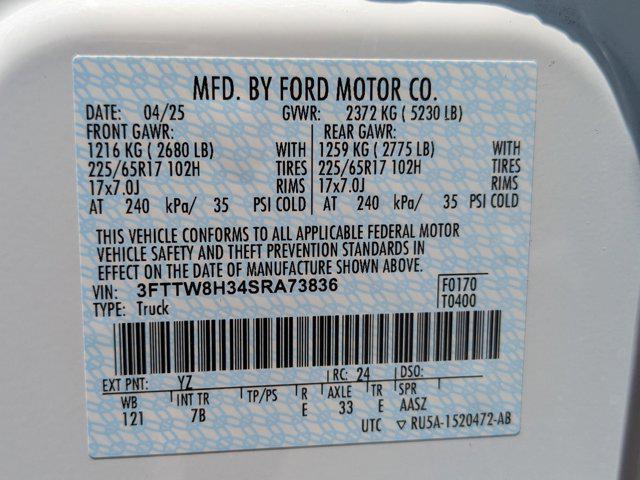 MFD. BY FORD MOTOR CO.
DATE: 04/25 GVWR: 2372 KG ( 5230 LB)
FRONT GAWR: REAR GAWR:
1216 KG ( 2680 LB) WITH 1259 KG ( 2775 LB) WITH
225/65R17 102H TIRES 225/65R17 102H TIRES
17x7.0J RIMS 17x7.0J RIMS
AT 240 kPa/ 35 PSI COLD AT 240 kPa/ 35 PSI COLD
THIS VEHICLE CONFORMS TO ALL APPLICABLE FEDERAL MOTOR
VEHICLE SAFETY AND THEFT PREVENTION STANDARDS IN
EFFECT ON THE DATE OF MANUFACTURE SHOWN ABOVE.
VIN: 3FTTW8H34SRA73836 F0170
TYPE: Truck T0400
EXT PNT: YZ RC: 24 DSO:
WB INT TR TP/PS R AXLE TR SPR
121 7B E 33 E AASZ
UTC ▽ RU5A-1520472-AB